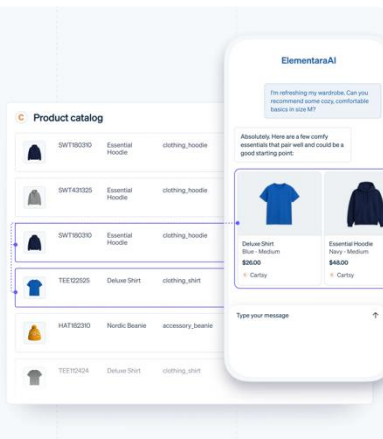 ElementaraAI
I'm refreshing my wardrobe. Can you
recommend some cozy, comfortable
basics in size M?
C Product catalog
Absolutely. Here are a few comfy
essentials that pair well and could be a
good starting point:
SWT180310 Essential Hoodie clothing_hoodie
SWT431325 Essential Hoodie clothing_hoodie
SWT180310 Essential Hoodie clothing_hoodie
TEE122525 Deluxe Shirt clothing_shirt
HAT182310 Nordic Beanie accessory_beanie
TEE112424 Deluxe Shirt clothing_shirt
Deluxe Shirt
Blue - Medium
$26.00
Cartsy
Essential Hoodie
Navy - Medium
$48.00
Cartsy
Type your message